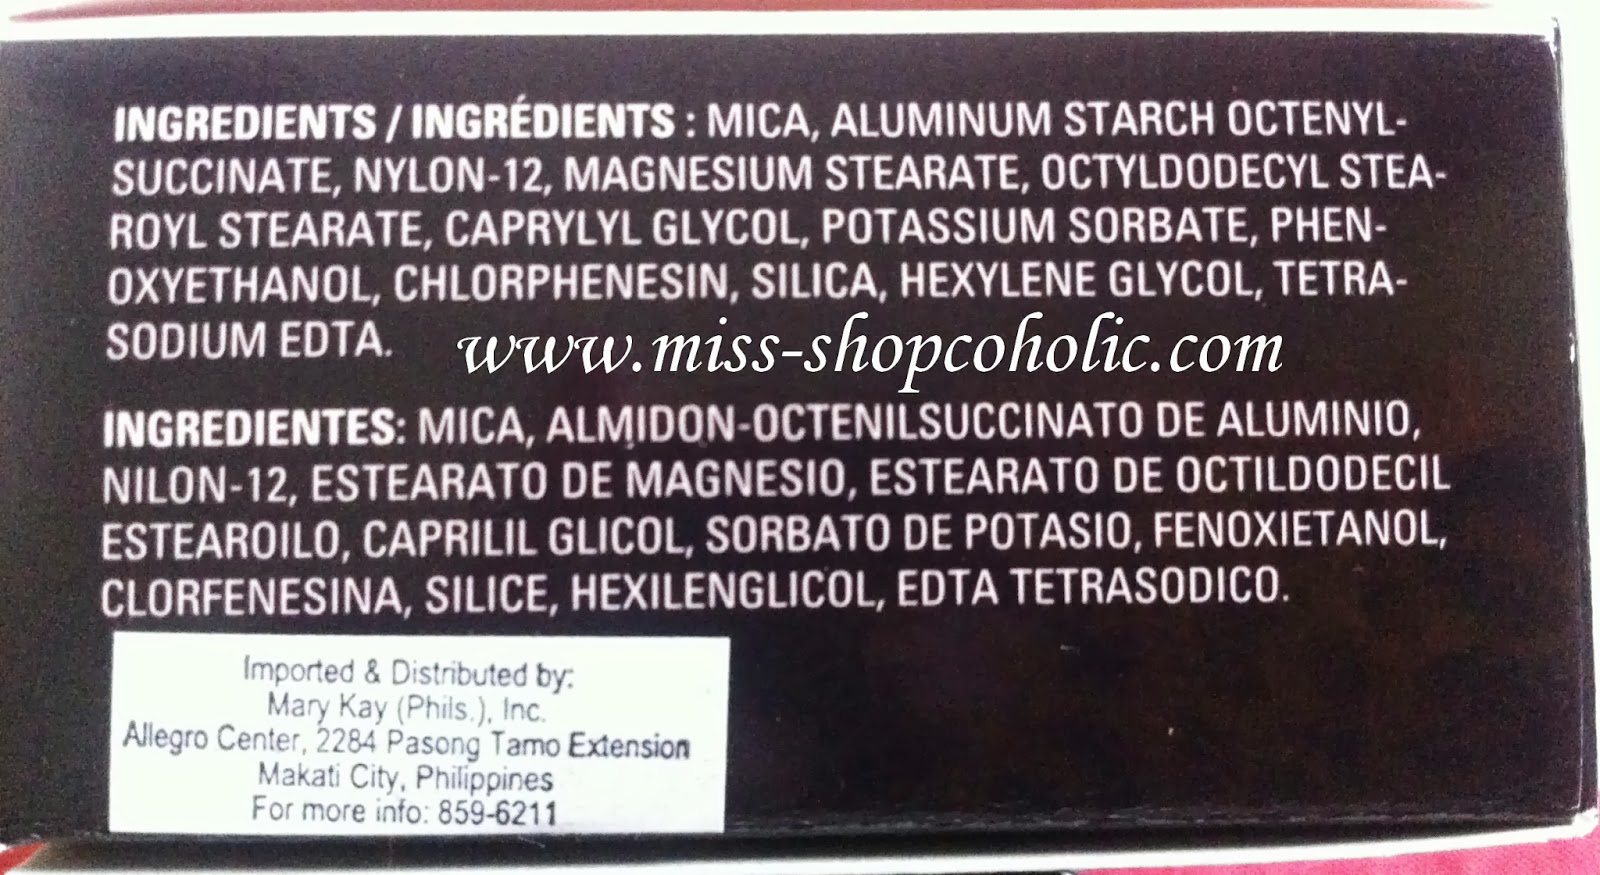 INGREDIENTS / INGRÉDIENTS : MICA, ALUMINUM STARCH OCTENYL-
SUCCINATE, NYLON-12, MAGNESIUM STEARATE, OCTYLDODECYL STEA-
ROYL STEARATE, CAPRYLYL GLYCOL, POTASSIUM SORBATE, PHEN-
OXYETHANOL, CHLORPHENESIN, SILICA, HEXYLENE GLYCOL, TETRA-
SODIUM EDTA.
www.miss-shopcoholic.com
INGREDIENTES: MICA, ALMIDON-OCTENILSUCCINATO DE ALUMINIO,
NILON-12, ESTEARATO DE MAGNESIO, ESTEARATO DE OCTILDODECIL
ESTEAROILO, CAPRILIL GLICOL, SORBATO DE POTASIO, FENOXIETANOL,
CLORFENESINA, SILICE, HEXILENGLICOL, EDTA TETRASODICO.
Imported & Distributed by:
Mary Kay (Phils.), Inc.
Allegro Center, 2284 Pasong Tamo Extension
Makati City, Philippines
For more info: 859-6211